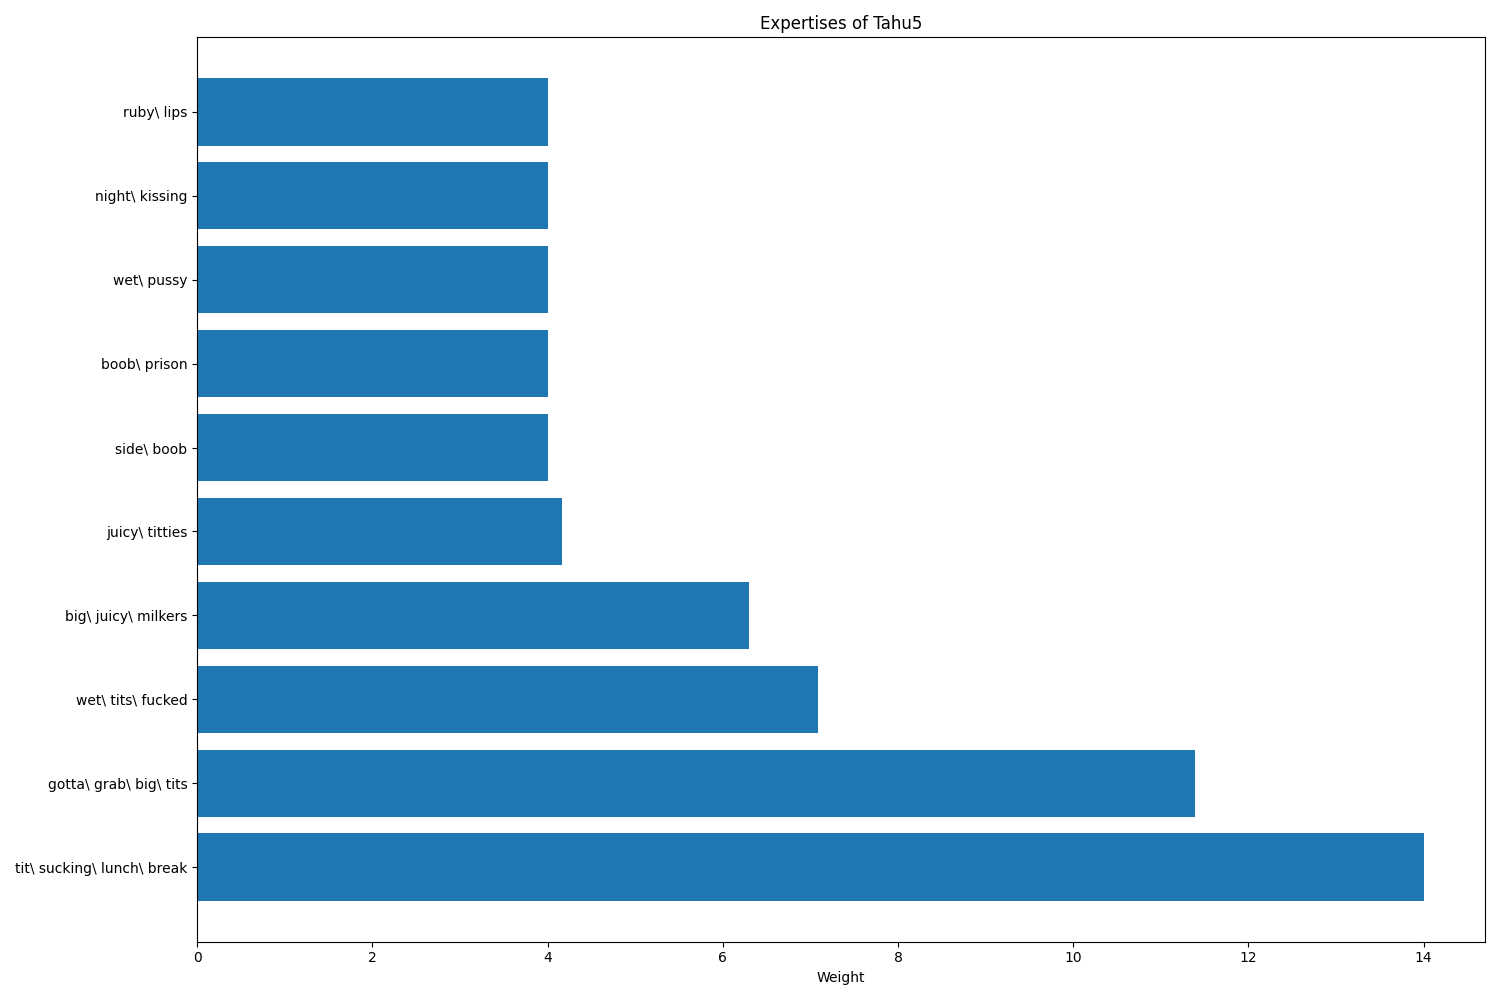 Expertises of Tahu5
ruby\ lips
night\ kissing
wet\ pussy
boob\ prison
side\ boob
juicy\ titties
big\ juicy\ milkers
wet\ tits\ fucked
gotta\ grab\ big\ tits
tit\ sucking\ lunch\ break
0 2 4 6 8 10 12 14
Weight